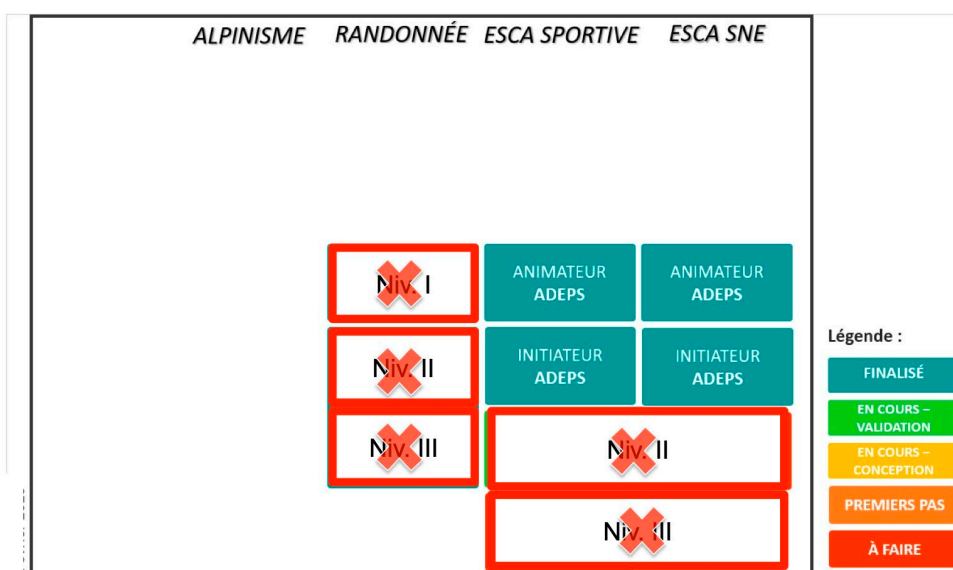 ALPINISME RANDONNÉE ESCA SPORTIVE ESCA SNE
Niv. I
ANIMATEUR
ADEPS
ANIMATEUR
ADEPS
Niv. II
INITIATEUR
ADEPS
INITIATEUR
ADEPS
Niv. III
Niv. II
Niv. III
Légende :
FINALISÉ
EN COURS –
VALIDATION
EN COURS –
CONCEPTION
PREMIERS PAS
À FAIRE